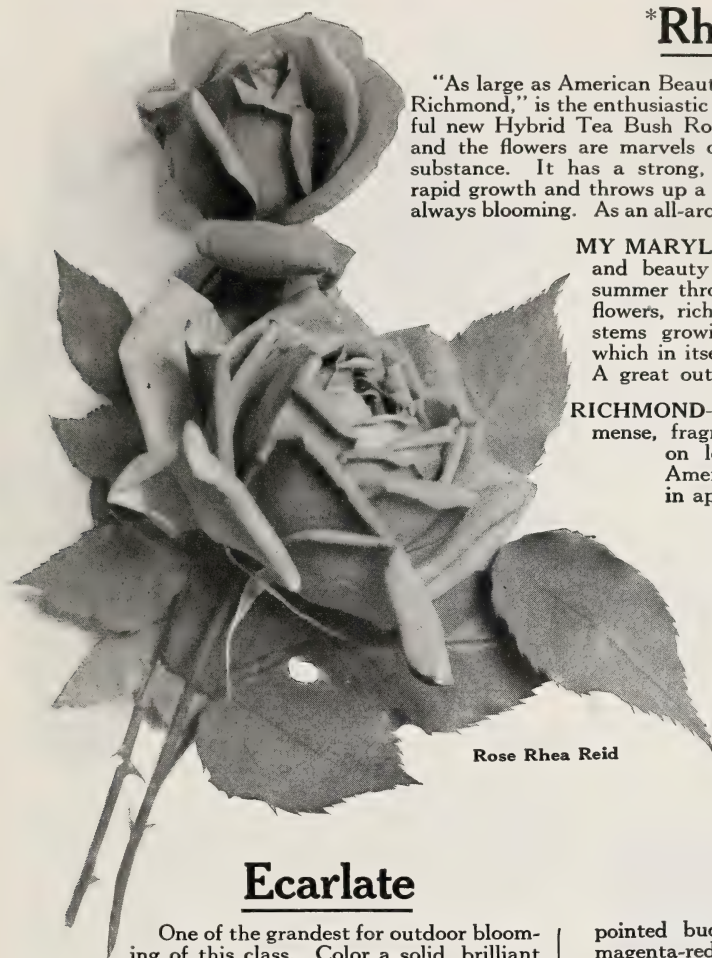 *Rh
"As large as American Beaut
Richmond," is the enthusiastic
ful new Hybrid Tea Bush Ro
and the flowers are marvels o
substance. It has a strong,
rapid growth and throws up a
always blooming. As an all-aro
MY MARYL
and beauty
summer thro
flowers, rich
stems growi
which in itse
A great out
RICHMOND-
mense, fragr
on l
Amer
in ap
Rose Rhea Reid
Ecarlate
One of the grandest for outdoor bloom-
ing of this class. Color a solid, brilliant
pointed bud
magenta-red